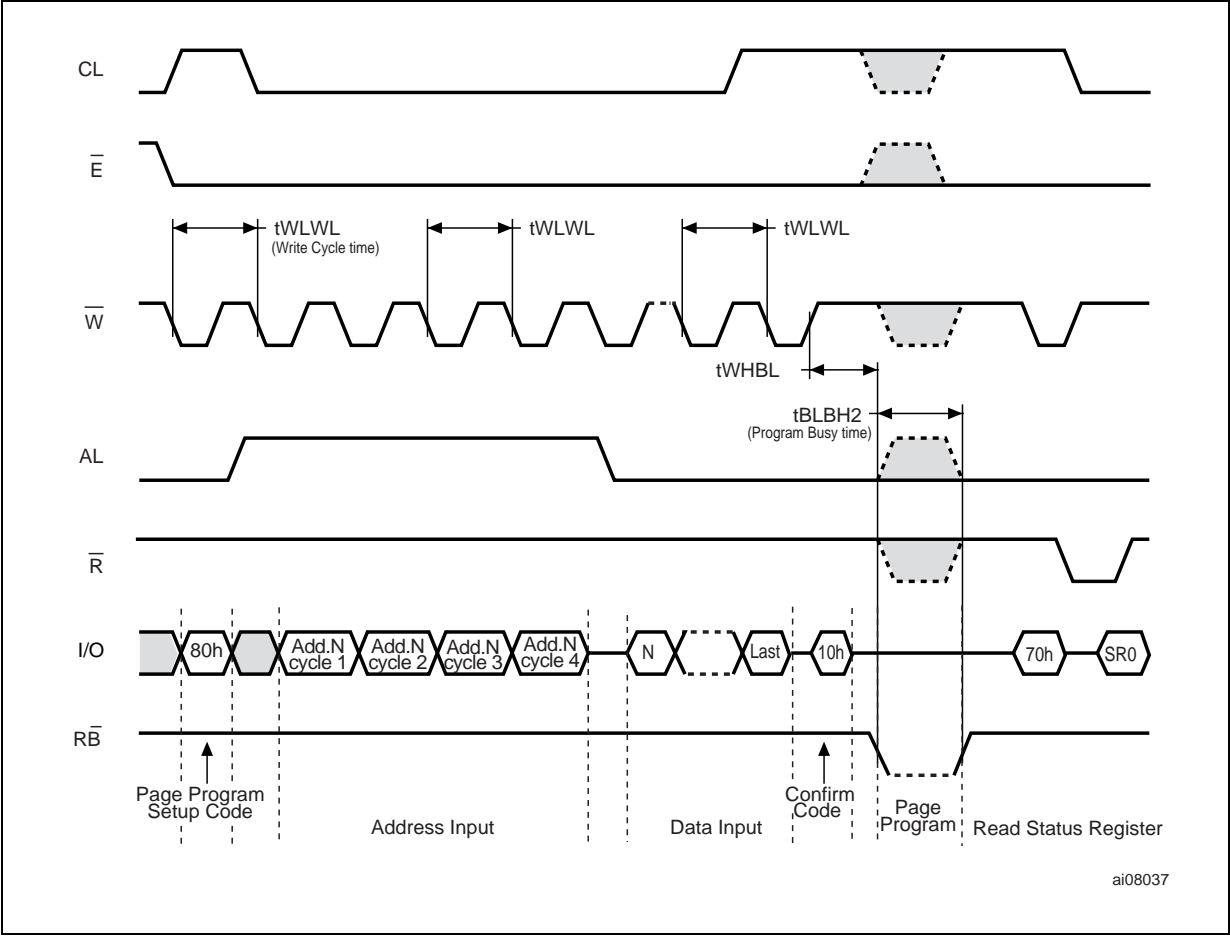 CL
E̅
tWLWL
(Write Cycle time)
tWLWL
tWLWL
W̅
tWHBL
tBLBH2
(Program Busy time)
AL
R̅
I/O
80h
Add.N
cycle 1
Add.N
cycle 2
Add.N
cycle 3
Add.N
cycle 4
N
Last
10h
70h
SR0
RB̅
Page Program
Setup Code
Address Input
Data Input
Confirm
Code
Page
Program
Read Status Register
ai08037